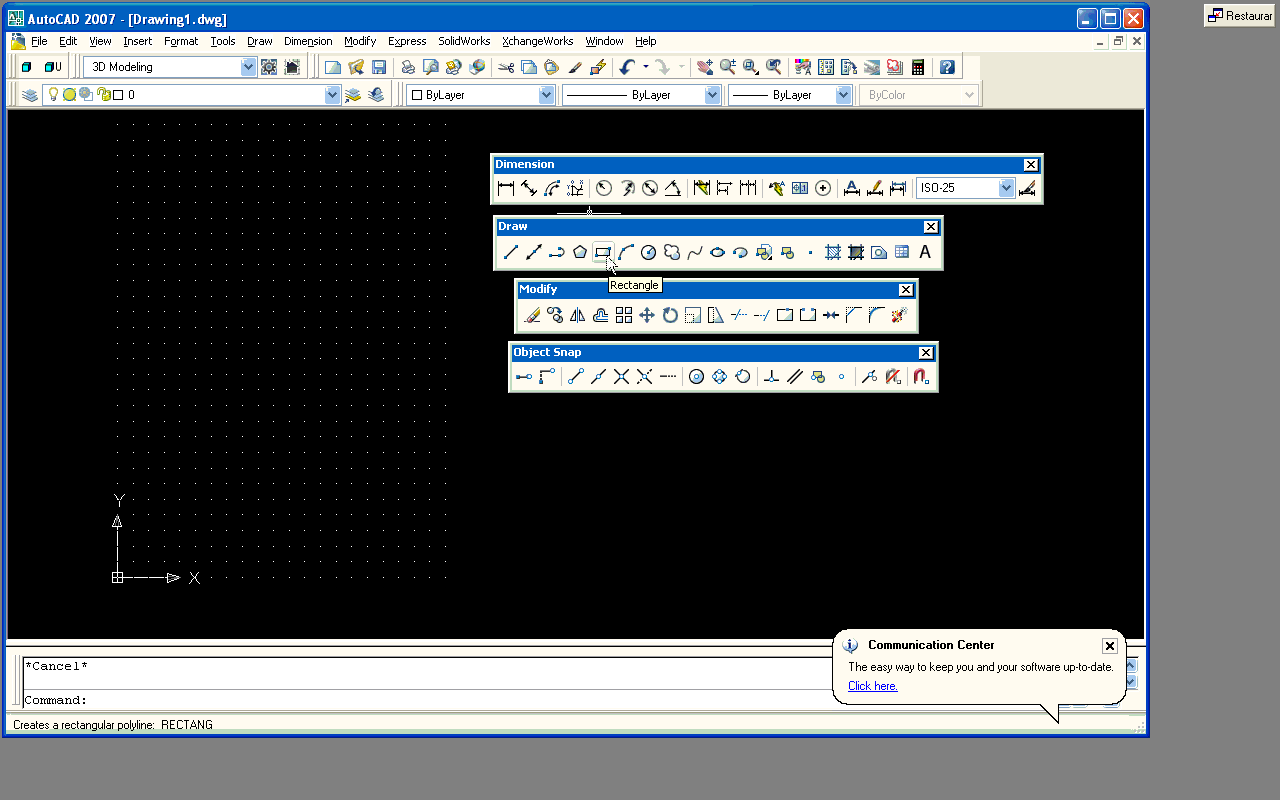 AutoCAD 2007 - [Drawing1.dwg]
Restaurar
File Edit View Insert Format Tools Draw Dimension Modify Express SolidWorks XchangeWorks Window Help
U 3D Modeling
0 ByLayer ByLayer ByLayer ByColor
Dimension
ISO-25
Draw
A
Rectangle
Modify
Object Snap
Y
X
*Cancel*
Command:
Communication Center
The easy way to keep you and your software up-to-date.
Click here.
Creates a rectangular polyline: RECTANG